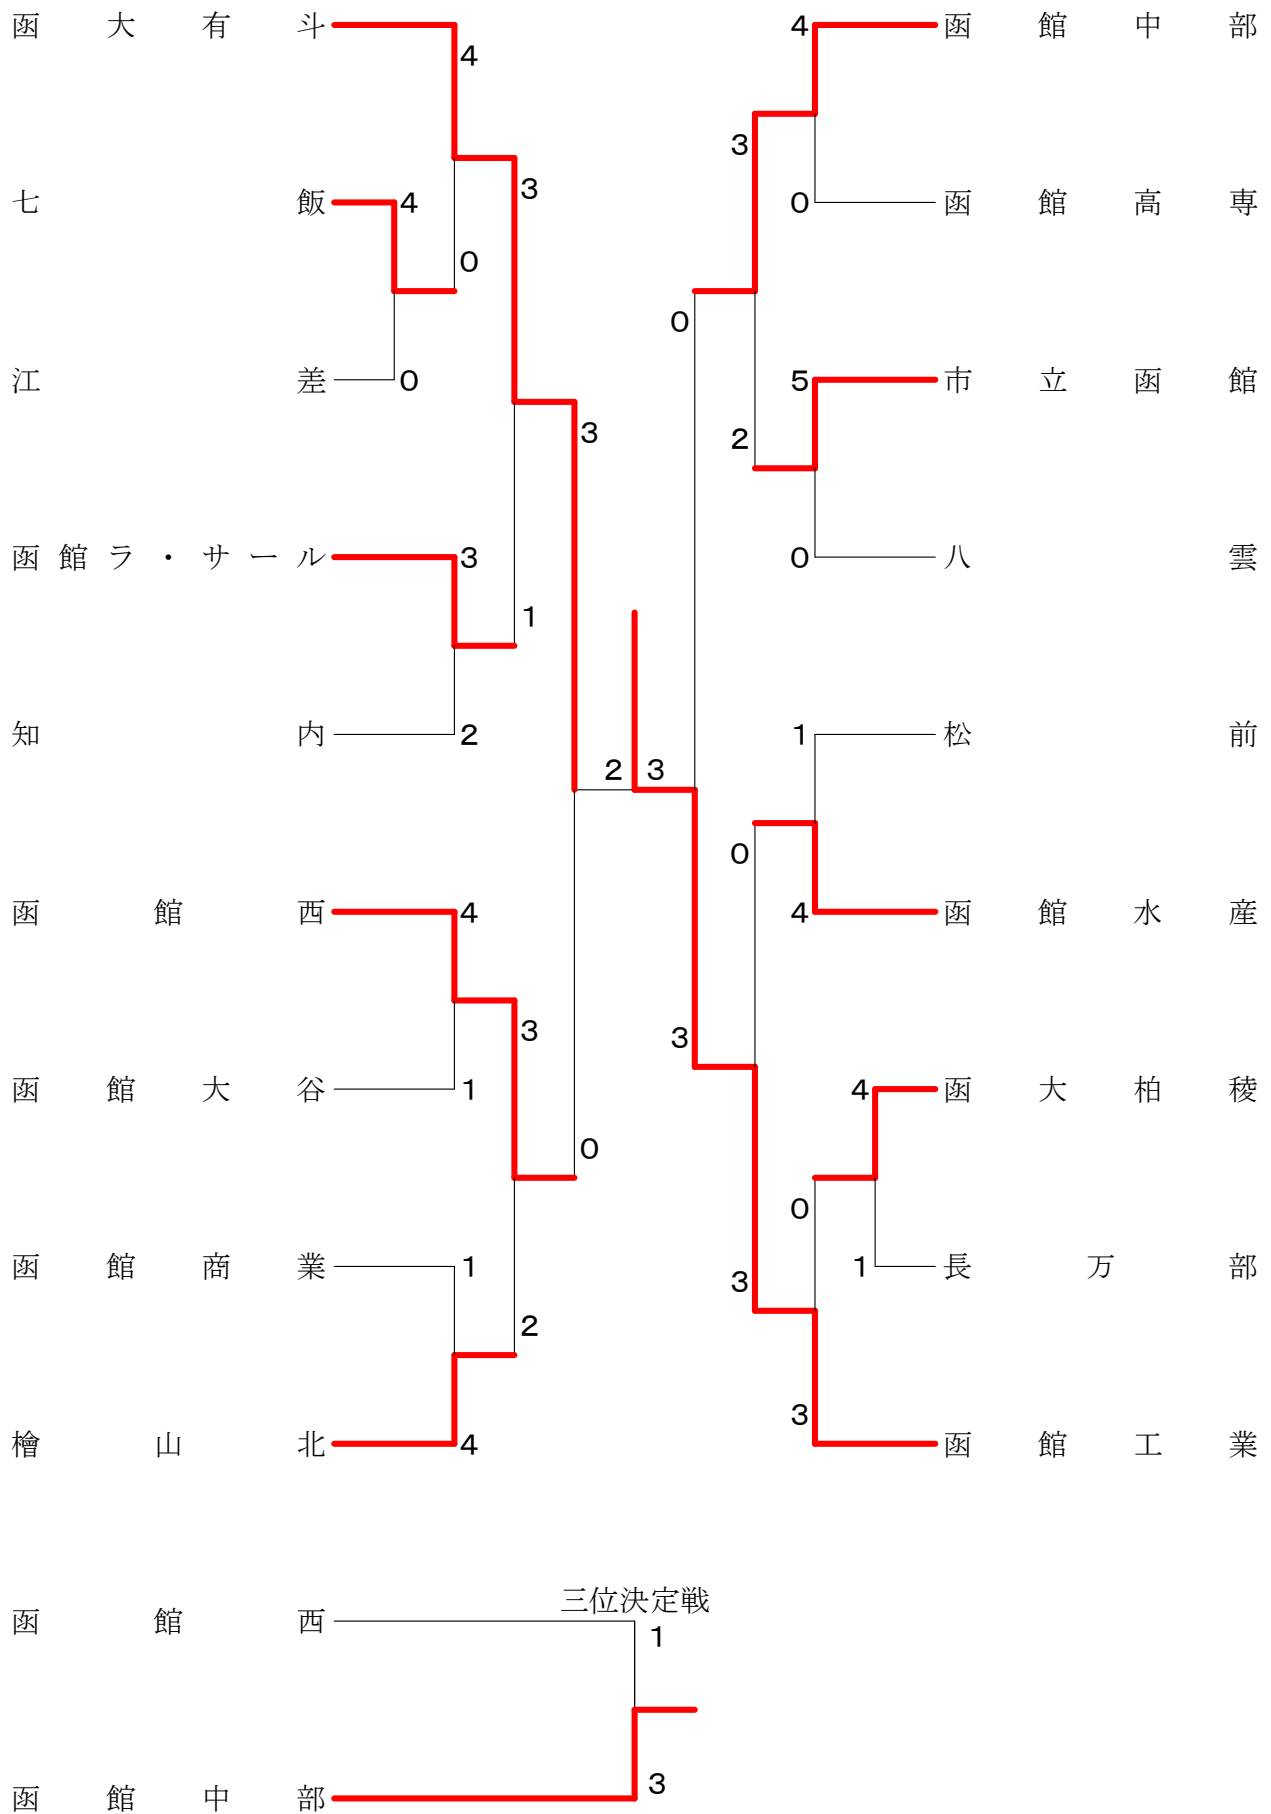 函大有斗
4
4
函館中部
3
3
七飯
4
0
函館高専
0
0
江差
0
5
市立函館
3
2
函館ラ・サール
3
0
八雲
1
知内
2
1
松前
2
3
0
函館西
4
4
函館水産
3
3
函館大谷
1
4
函大柏稜
0
0
函館商業
1
1
長万部
3
2
3
檜山北
4
函館工業
三位決定戦
函館西
1
3
函館中部